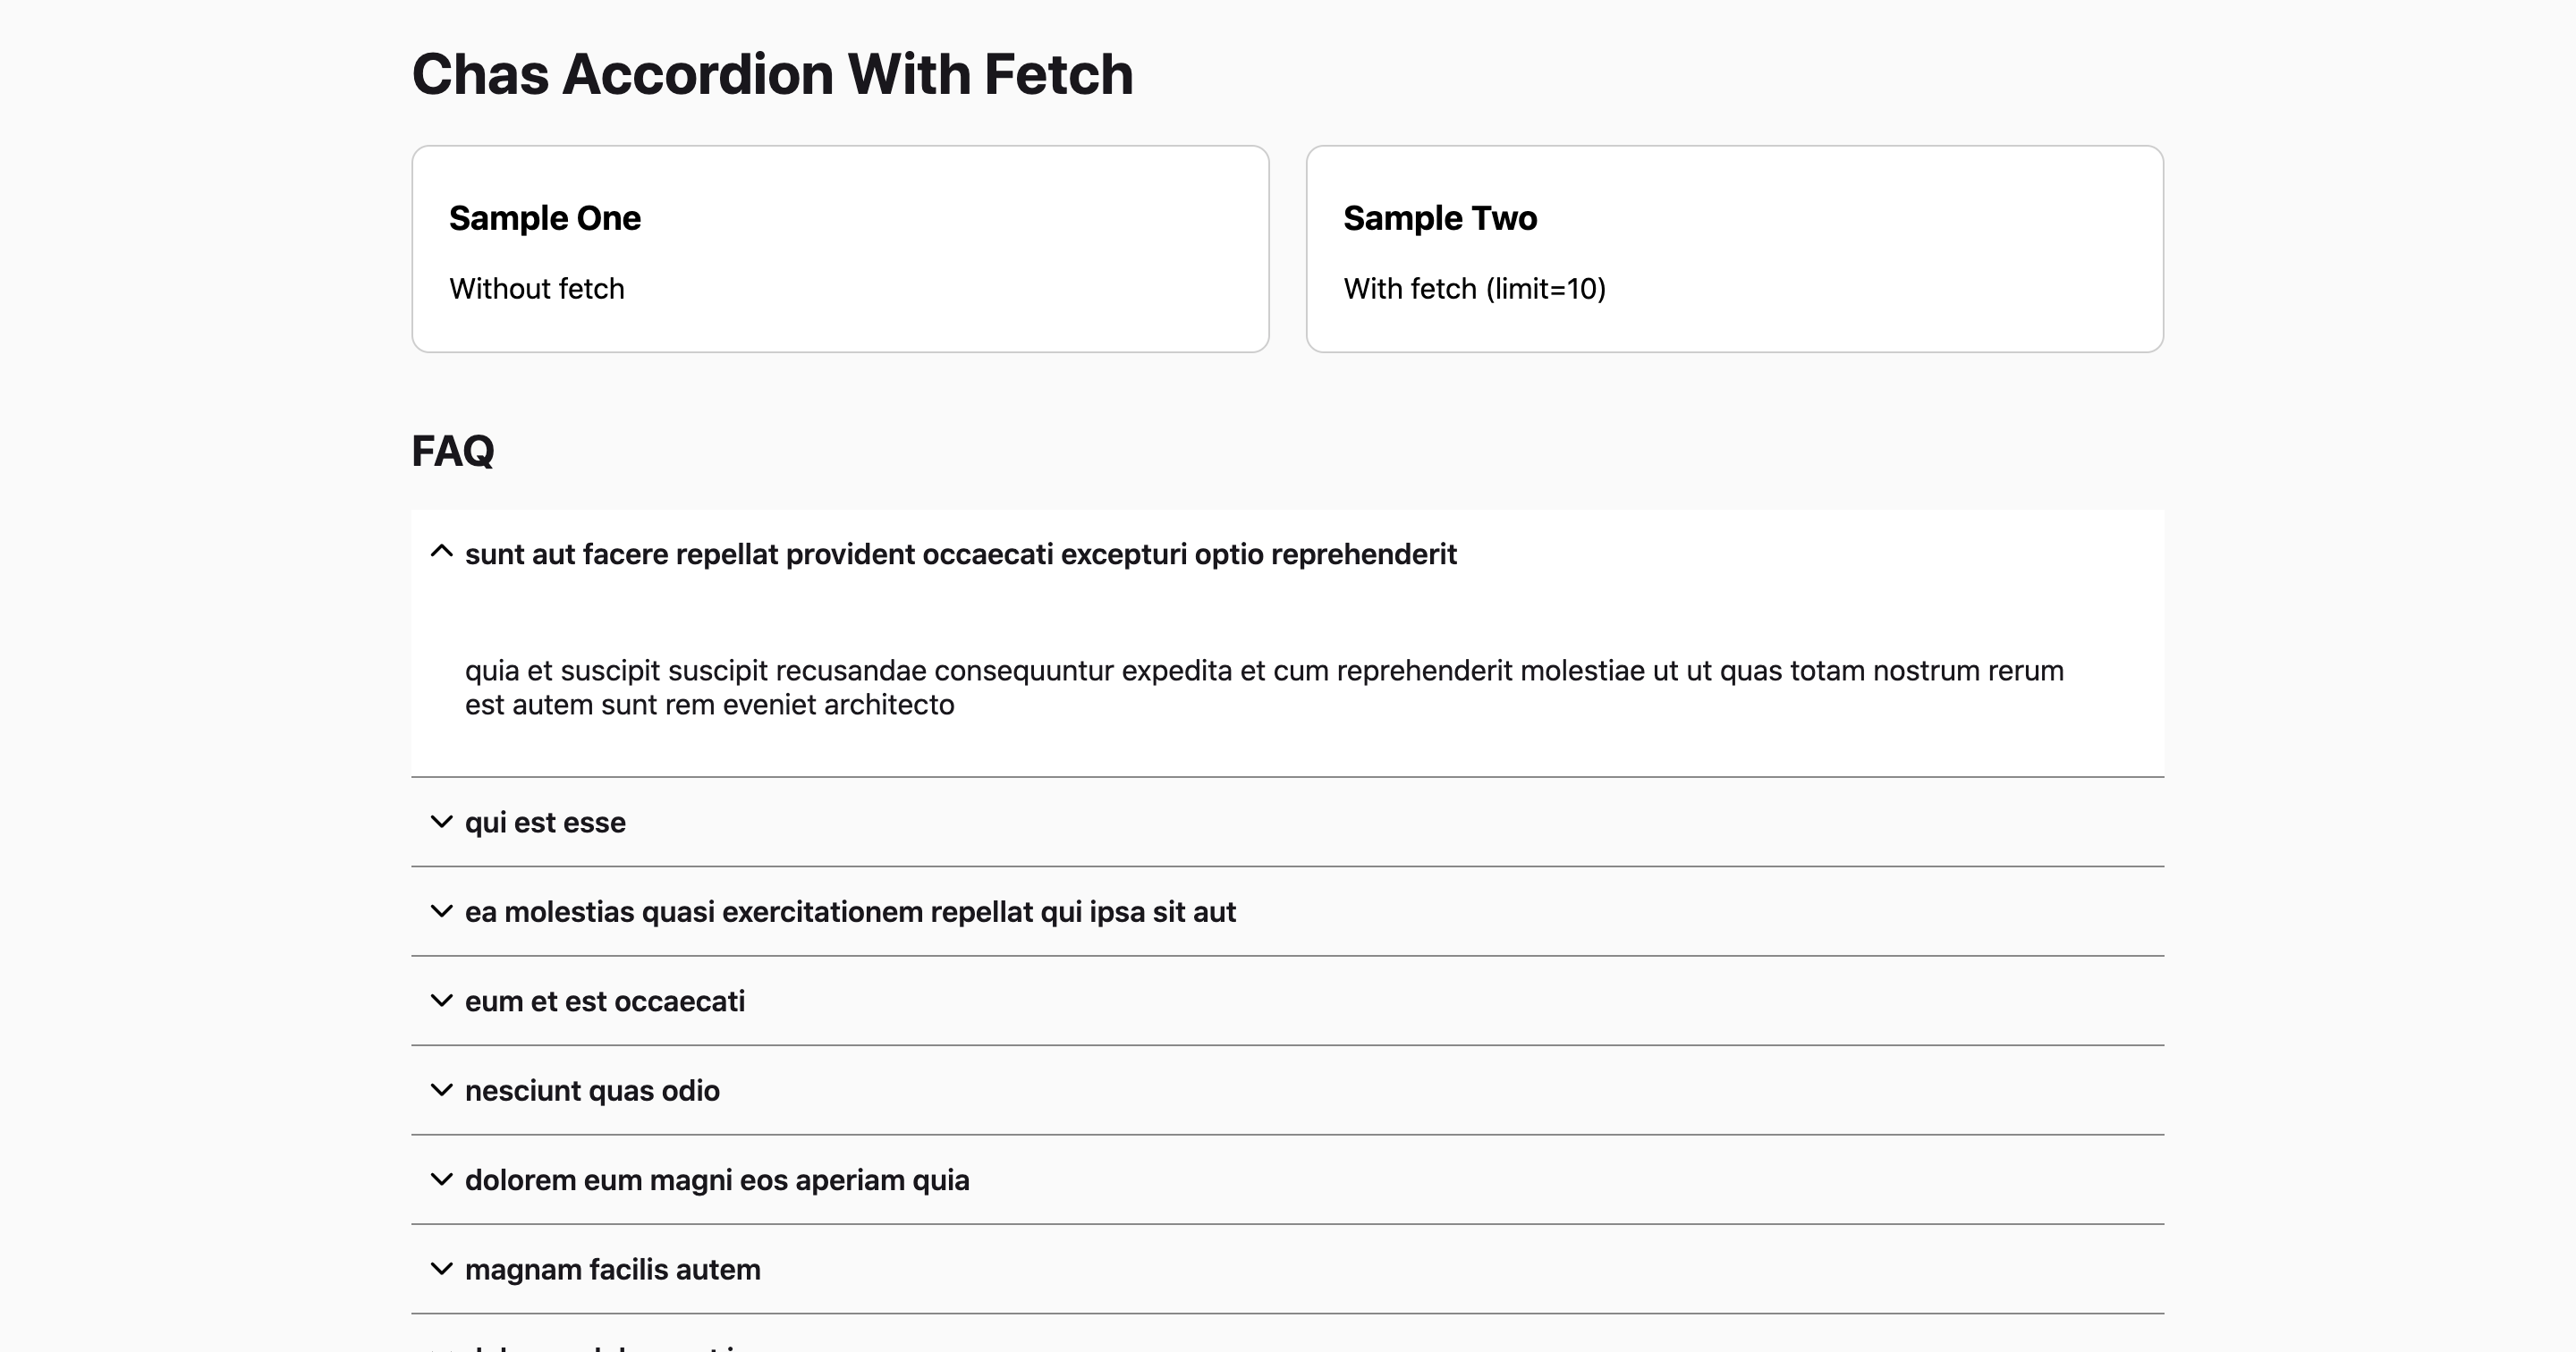 Chas Accordion With Fetch
Sample One
Without fetch
Sample Two
With fetch (limit=10)
FAQ
sunt aut facere repellat provident occaecati excepturi optio reprehenderit
quia et suscipit suscipit recusandae consequuntur expedita et cum reprehenderit molestiae ut ut quas totam nostrum rerum
est autem sunt rem eveniet architecto
qui est esse
ea molestias quasi exercitationem repellat qui ipsa sit aut
eum et est occaecati
nesciunt quas odio
dolorem eum magni eos aperiam quia
magnam facilis autem